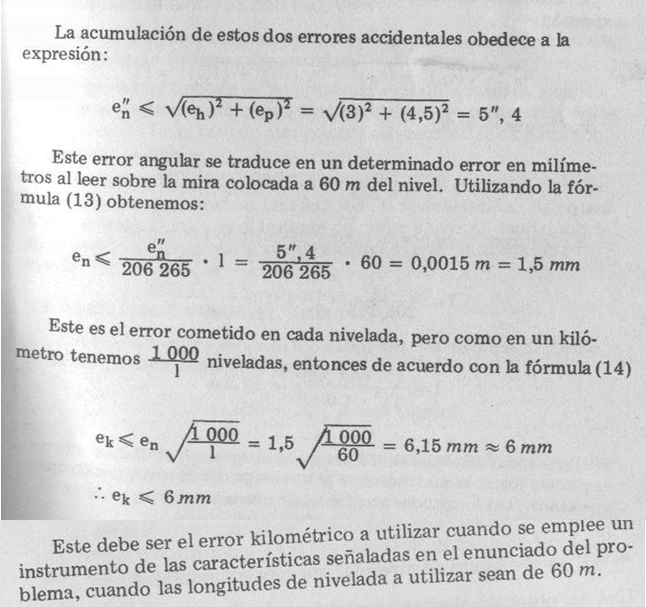 La acumulación de estos dos errores accidentales obedece a la
expresión:
e″ₙ ⩽ √(eₕ)² + (eₚ)² = √(3)² + (4,5)² = 5″, 4
Este error angular se traduce en un determinado error en milíme-
tros al leer sobre la mira colocada a 60 m del nivel. Utilizando la fór-
mula (13) obtenemos:
eₙ ⩽ e″ₙ / 206 265 · l = 5″, 4 / 206 265 · 60 = 0,0015 m = 1,5 mm
Este es el error cometido en cada nivelada, pero como en un kiló-
metro tenemos 1 000 / l niveladas, entonces de acuerdo con la fórmula (14)
eₖ ⩽ eₙ √1 000 / l = 1,5 √1 000 / 60 = 6,15 mm ≈ 6 mm
∴ eₖ ⩽ 6 mm
Este debe ser el error kilométrico a utilizar cuando se emplee un
instrumento de las características señaladas en el enunciado del pro-
blema, cuando las longitudes de nivelada a utilizar sean de 60 m.